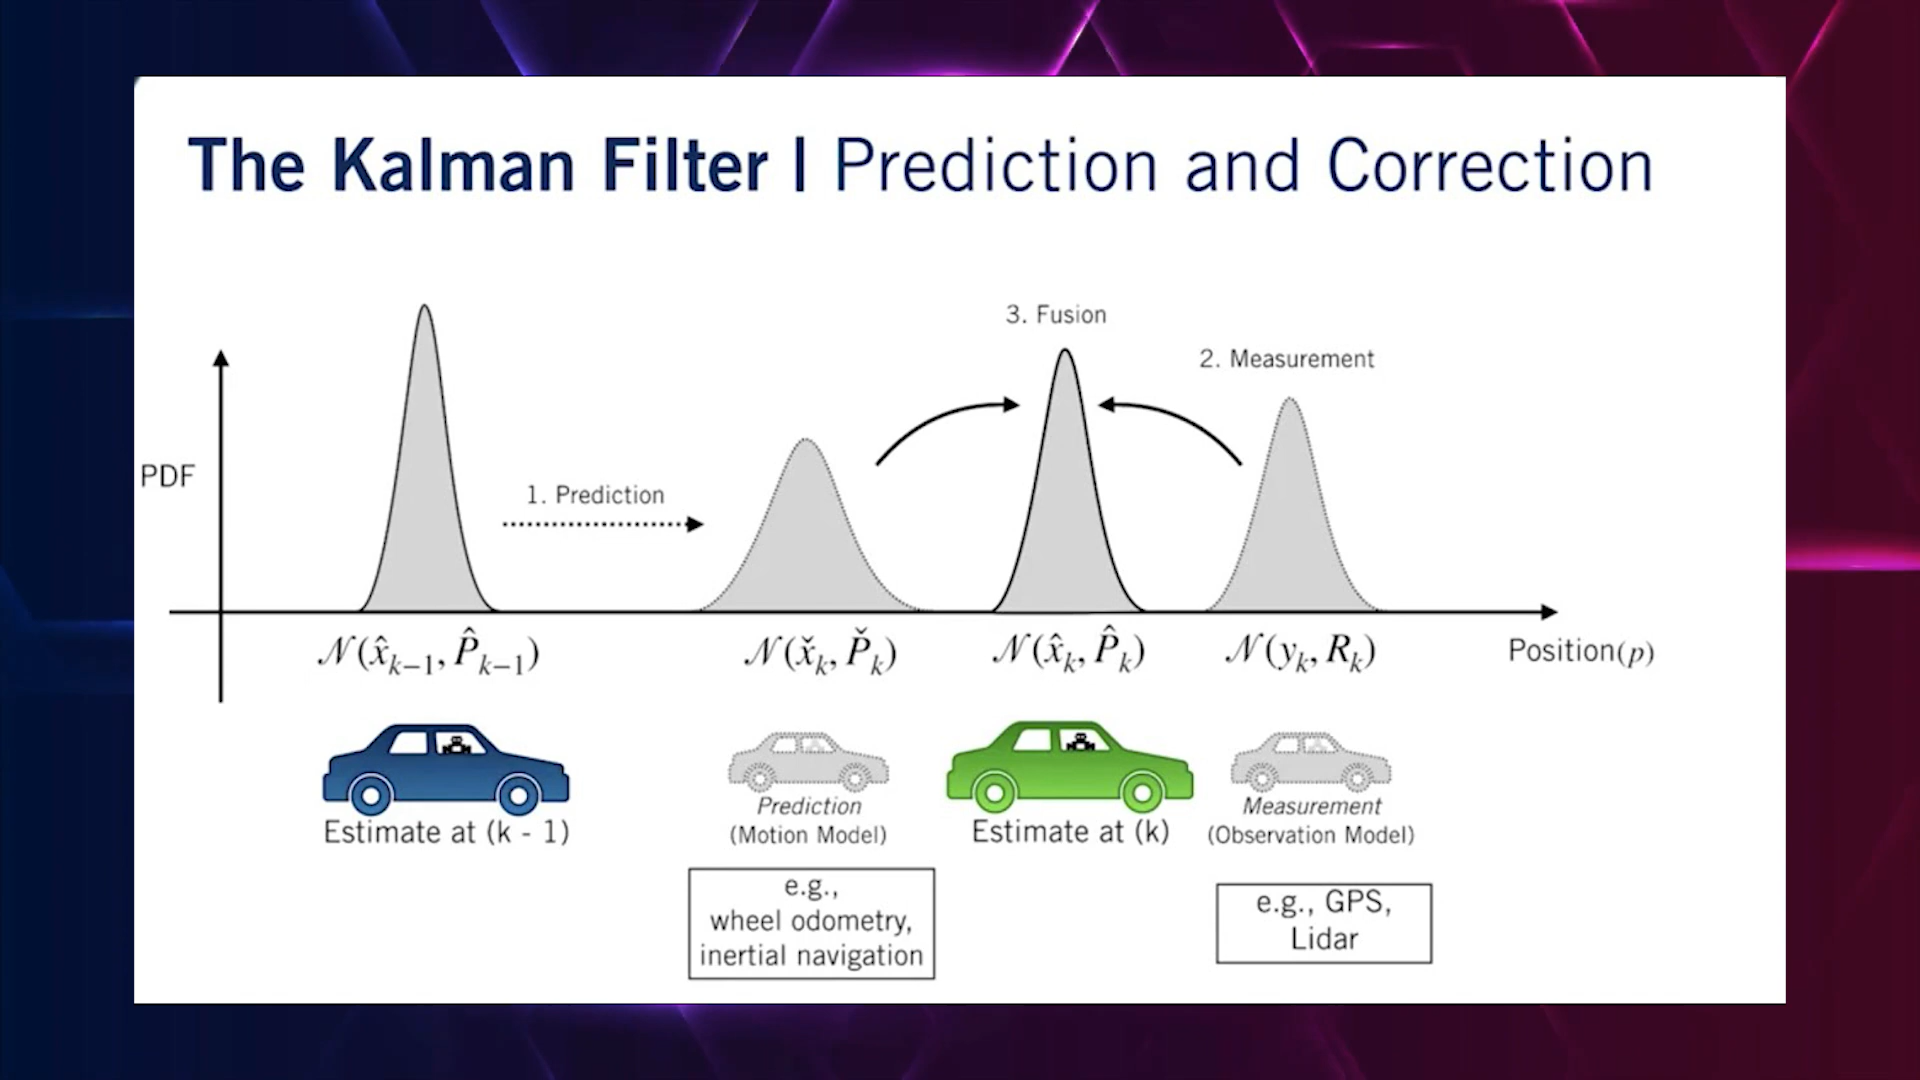 The Kalman Filter | Prediction and Correction
3. Fusion
2. Measurement
PDF
1. Prediction
𝒩(x̂ₖ₋₁, P̂ₖ₋₁)
𝒩(x̌ₖ, P̌ₖ)
𝒩(x̂ₖ, P̂ₖ)
𝒩(yₖ, Rₖ)
Position(p)
Estimate at (k - 1)
Prediction
(Motion Model)
Estimate at (k)
Measurement
(Observation Model)
e.g.,
wheel odometry,
inertial navigation
e.g., GPS,
Lidar